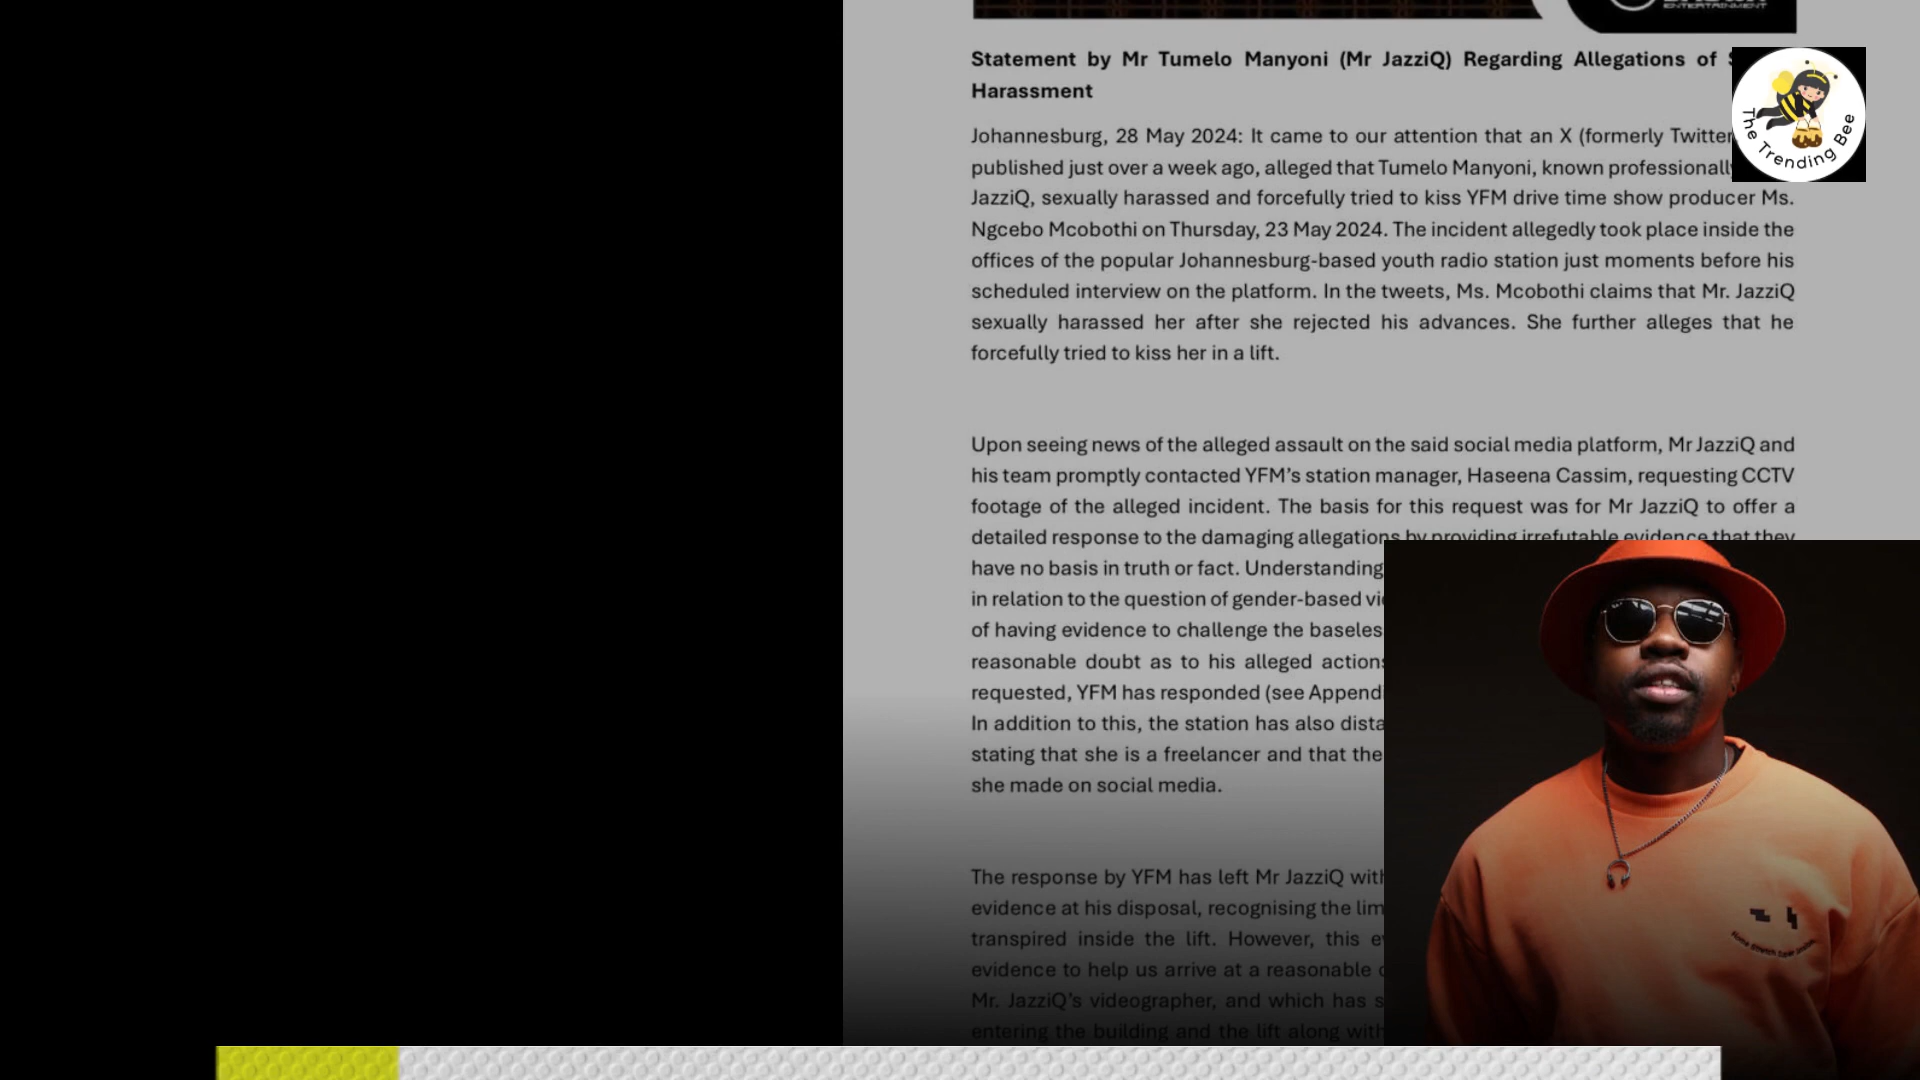 ENTERTAINMENT
Statement by Mr Tumelo Manyoni (Mr JazziQ) Regarding Allegations of
Harassment
The Trending Bee
Johannesburg, 28 May 2024: It came to our attention that an X (formerly Twitter
published just over a week ago, alleged that Tumelo Manyoni, known professionally
JazziQ, sexually harassed and forcefully tried to kiss YFM drive time show producer Ms.
Ngcebo Mcobothi on Thursday, 23 May 2024. The incident allegedly took place inside the
offices of the popular Johannesburg-based youth radio station just moments before his
scheduled interview on the platform. In the tweets, Ms. Mcobothi claims that Mr. JazziQ
sexually harassed her after she rejected his advances. She further alleges that he
forcefully tried to kiss her in a lift.
Upon seeing news of the alleged assault on the said social media platform, Mr JazziQ and
his team promptly contacted YFM's station manager, Haseena Cassim, requesting CCTV
footage of the alleged incident. The basis for this request was for Mr JazziQ to offer a
detailed response to the damaging allegations by providing irrefutable evidence that they
have no basis in truth or fact. Understanding
in relation to the question of gender-based
of having evidence to challenge the
reasonable doubt as to his alleged
requested, YFM has responded (see
In addition to this, the station has also
stating that she is a freelancer and that the
she made on social media.
The response by YFM has left Mr JazziQ
evidence at his disposal, recognising the
transpired inside the lift. However, this
evidence to help us arrive at a reasonable
Mr. JazziQ's videographer, and which has
entering the building and the lift along with